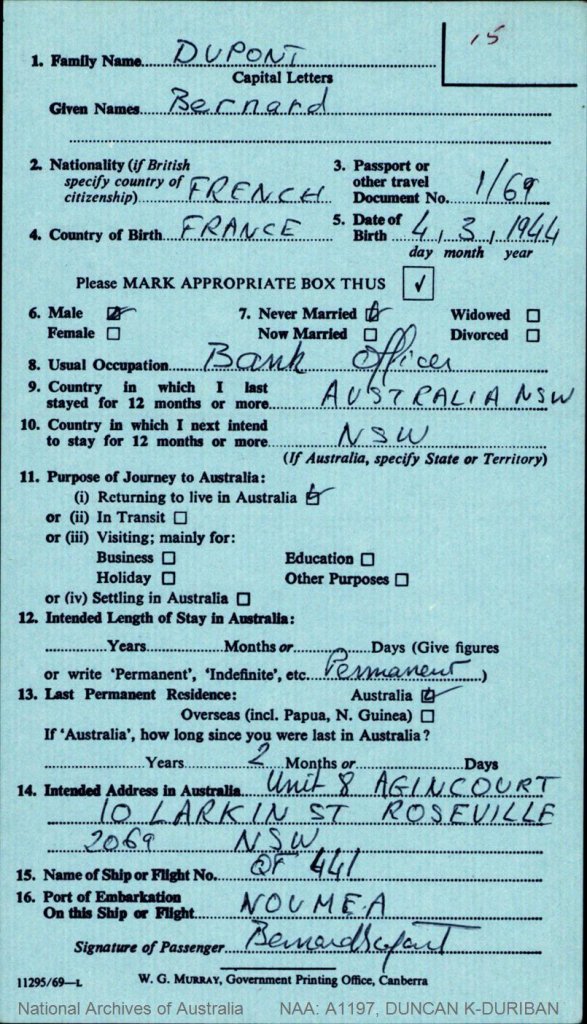 15
1. Family Name DUPONT
Capital Letters
Given Names Bernard
2. Nationality (if British
specify country of
citizenship) FRENCH
3. Passport or
other travel
Document No. 1/69
4. Country of Birth FRANCE
5. Date of
Birth 4, 3, 1944
day month year
Please MARK APPROPRIATE BOX THUS ✓
6. Male ✓ 7. Never Married ✓ Widowed
Female Now Married Divorced
8. Usual Occupation Bank Officer
9. Country in which I last
stayed for 12 months or more AUSTRALIA NSW
10. Country in which I next intend
to stay for 12 months or more NSW
(If Australia, specify State or Territory)
11. Purpose of Journey to Australia:
(i) Returning to live in Australia ✓
or (ii) In Transit
or (iii) Visiting; mainly for:
Business Education
Holiday Other Purposes
or (iv) Settling in Australia
12. Intended Length of Stay in Australia:
Years Months or Days (Give figures
or write 'Permanent', 'Indefinite', etc. Permanent )
13. Last Permanent Residence: Australia ✓
Overseas (incl. Papua, N. Guinea)
If 'Australia', how long since you were last in Australia?
Years 2 Months or Days
14. Intended Address in Australia Unit 8 AGINCOURT
10 LARKIN ST ROSEVILLE
2069 NSW
15. Name of Ship or Flight No. QF 441
16. Port of Embarkation
On this Ship or Flight NOUMEA
Signature of Passenger Bernard Dupont
11295/69—L W. G. MURRAY, Government Printing Office, Canberra
National Archives of Australia NAA: A1197, DUNCAN K-DURIBAN